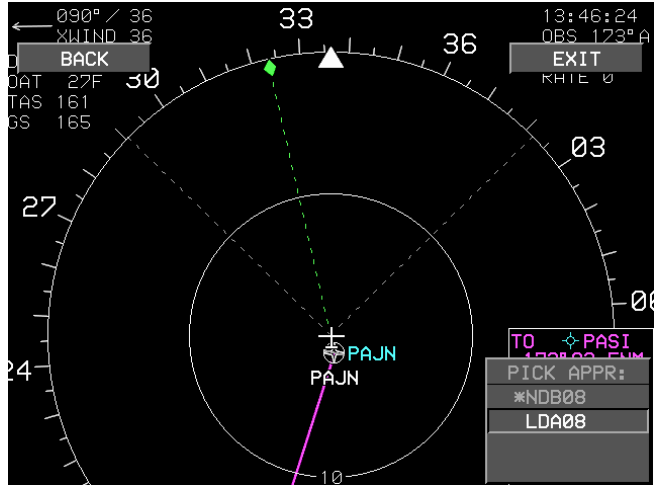 090°/ 36
XWIND 36
BACK
OAT 27F
TAS 161
GS 165
33
36
30
03
27
24
13:46:24
OBS 173°A
EXIT
RATE 0
PAJN
PAJN
10
TO PASI
PICK APPR:
*NDB08
LDA08